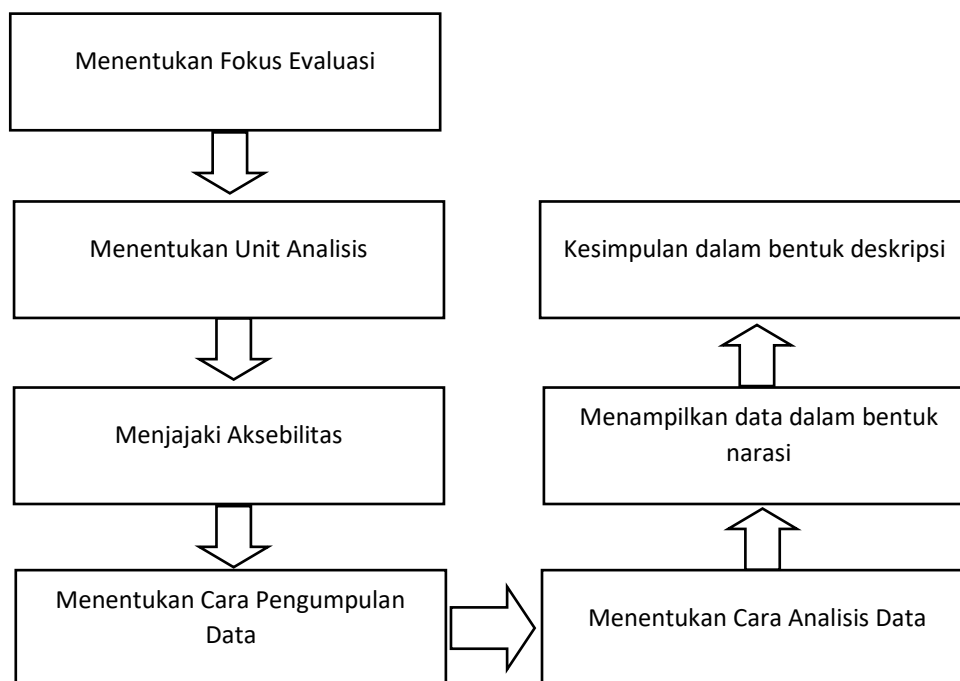 Menentukan Fokus Evaluasi
Menentukan Unit Analisis
Menjajaki Aksebilitas
Menentukan Cara Pengumpulan
Data
Menentukan Cara Analisis Data
Menampilkan data dalam bentuk
narasi
Kesimpulan dalam bentuk deskripsi